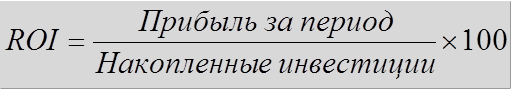 ROI = Прибыль за период / Накопленные инвестиции ×100